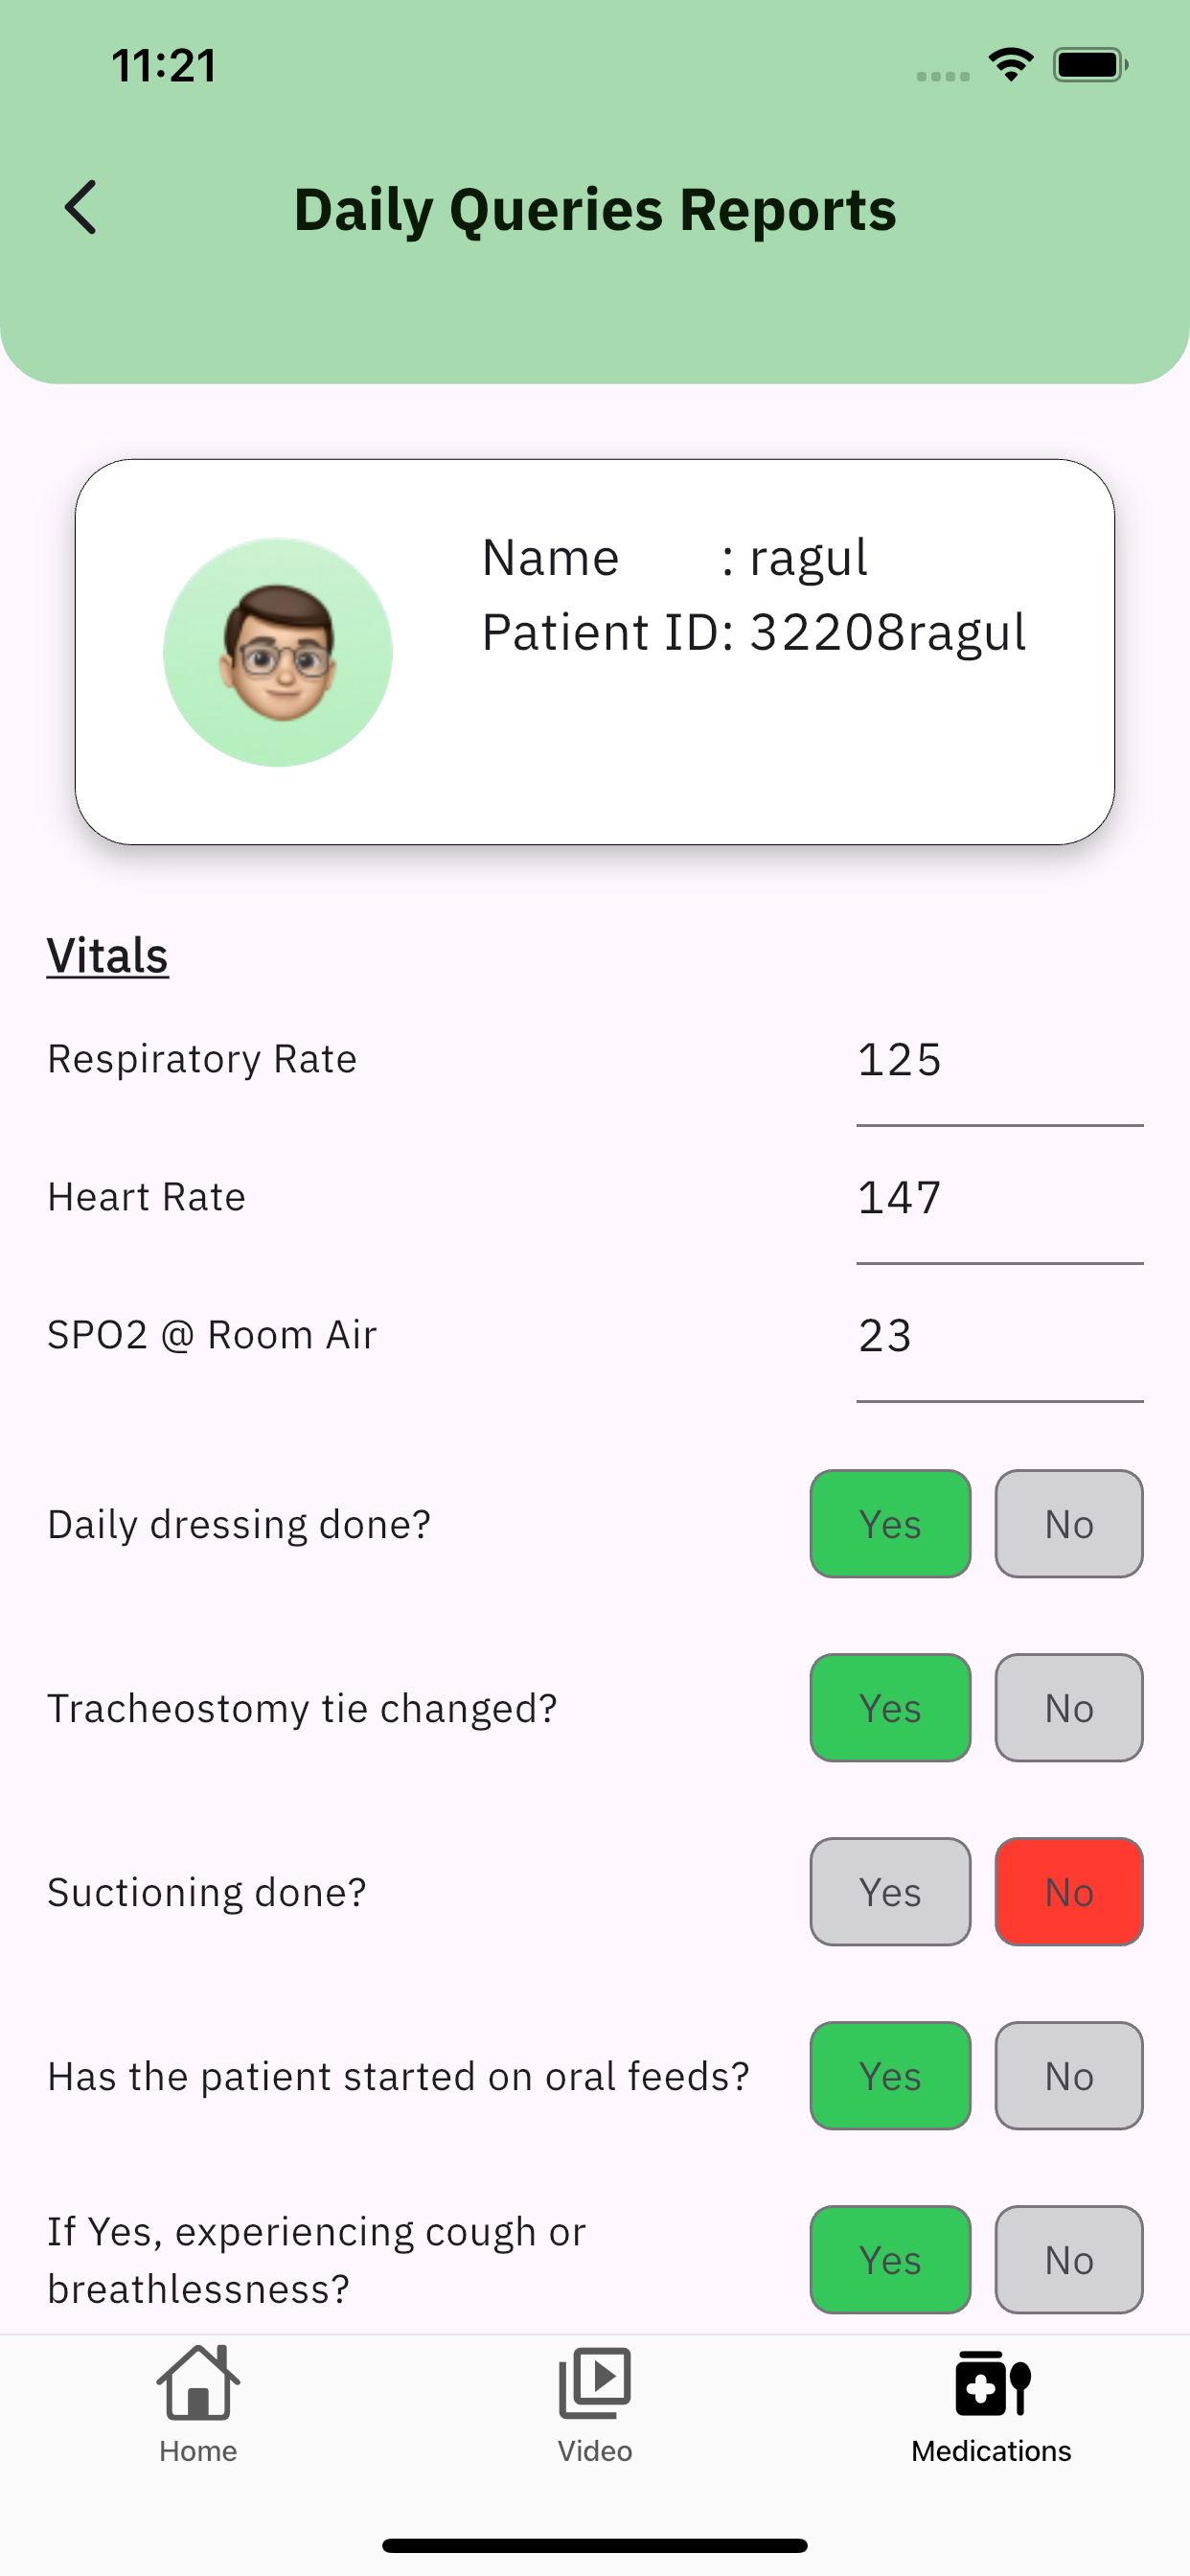 11:21
Daily Queries Reports
Name : ragul
Patient ID: 32208ragul
Vitals
Respiratory Rate 125
Heart Rate 147
SPO2 @ Room Air 23
Daily dressing done? Yes No
Tracheostomy tie changed? Yes No
Suctioning done? Yes No
Has the patient started on oral feeds? Yes No
If Yes, experiencing cough or
breathlessness? Yes No
Home Video Medications